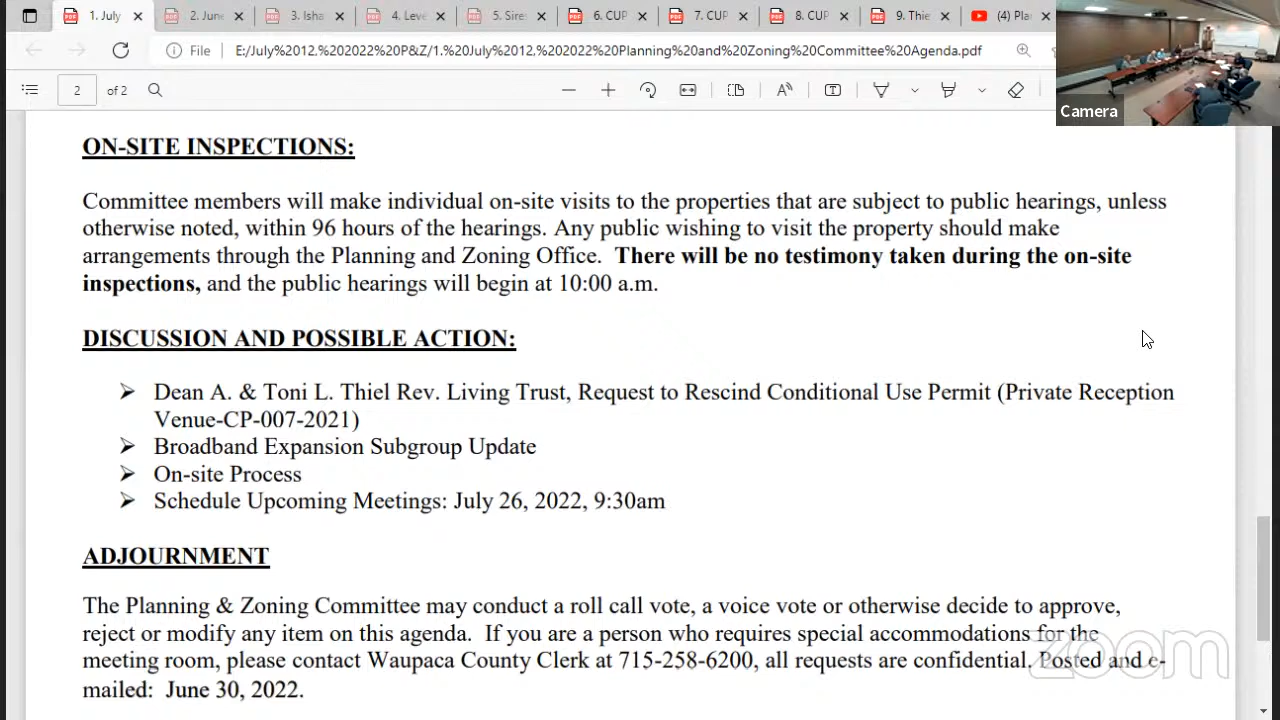 1. July
2. June
3. Isha
4. Leve
5. Sires
6. CUP
7. CUP
8. CUP
9. Thie
(4) Pla
File
E:/July%2012.%202022%20P&Z/1.%20July%2012.%202022%20Planning%20and%20Zoning%20Committee%20Agenda.pdf
2 of 2
Camera
ON-SITE INSPECTIONS:
Committee members will make individual on-site visits to the properties that are subject to public hearings, unless
otherwise noted, within 96 hours of the hearings. Any public wishing to visit the property should make
arrangements through the Planning and Zoning Office. There will be no testimony taken during the on-site
inspections, and the public hearings will begin at 10:00 a.m.
DISCUSSION AND POSSIBLE ACTION:
Dean A. & Toni L. Thiel Rev. Living Trust, Request to Rescind Conditional Use Permit (Private Reception
Venue-CP-007-2021)
Broadband Expansion Subgroup Update
On-site Process
Schedule Upcoming Meetings: July 26, 2022, 9:30am
ADJOURNMENT
The Planning & Zoning Committee may conduct a roll call vote, a voice vote or otherwise decide to approve,
reject or modify any item on this agenda. If you are a person who requires special accommodations for the
meeting room, please contact Waupaca County Clerk at 715-258-6200, all requests are confidential. Posted and e-
mailed: June 30, 2022.
zoom